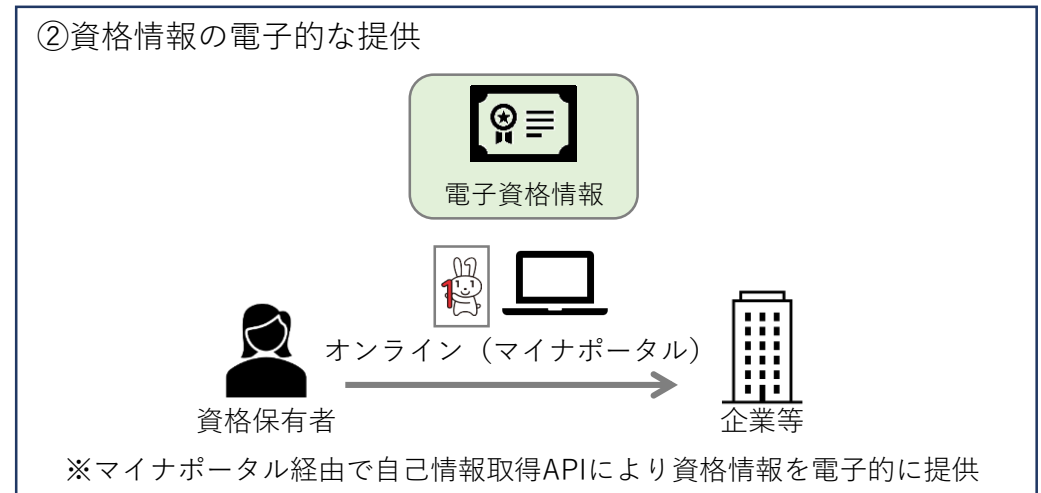 ②資格情報の電子的な提供
電子資格情報
1
オンライン（マイナポータル）
資格保有者
企業等
※マイナポータル経由で自己情報取得APIにより資格情報を電子的に提供